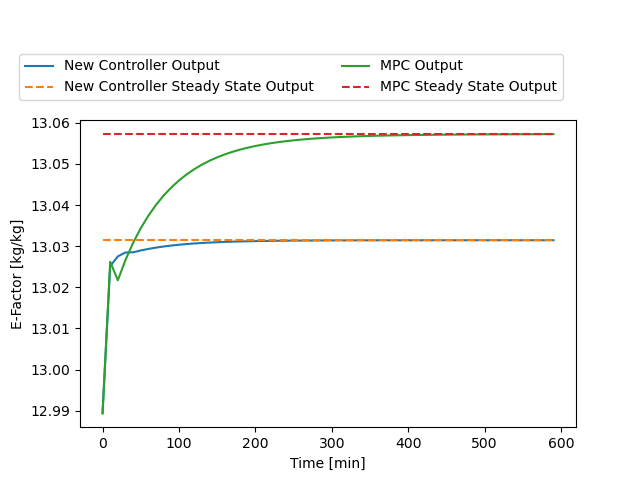 New Controller Output
New Controller Steady State Output
MPC Output
MPC Steady State Output
13.06
13.05
13.04
13.03
13.02
13.01
13.00
12.99
E-Factor [kg/kg]
0 100 200 300 400 500 600
Time [min]